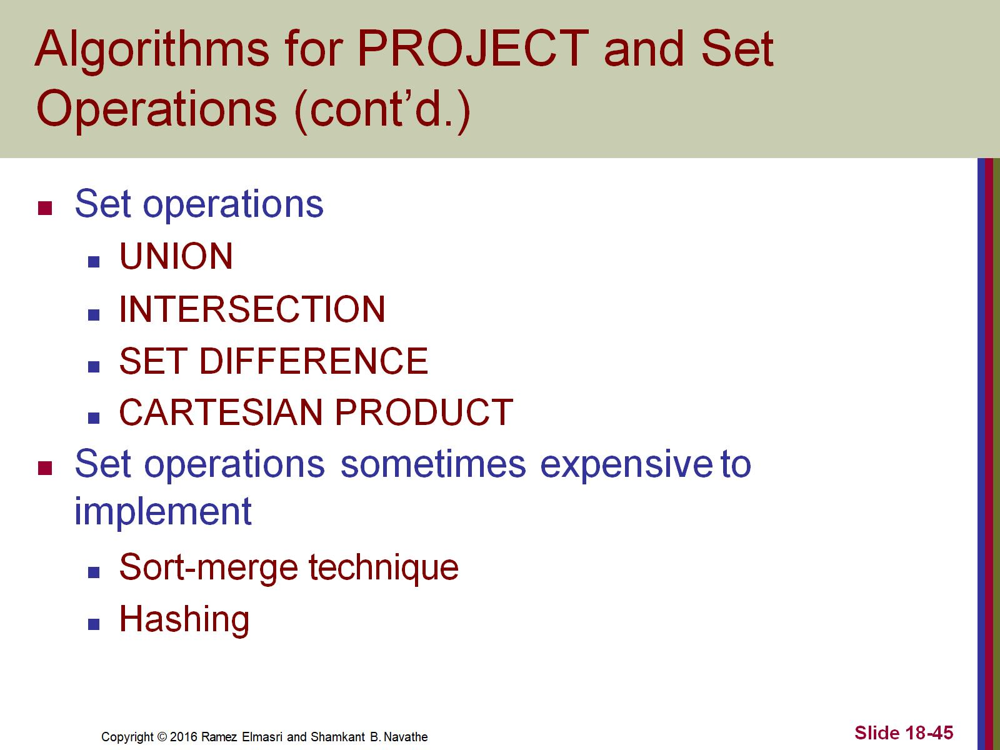 Algorithms for PROJECT and Set
Operations (cont’d.)
Set operations
UNION
INTERSECTION
SET DIFFERENCE
CARTESIAN PRODUCT
Set operations sometimes expensive to
implement
Sort-merge technique
Hashing
Copyright © 2016 Ramez Elmasri and Shamkant B. Navathe
Slide 18-45